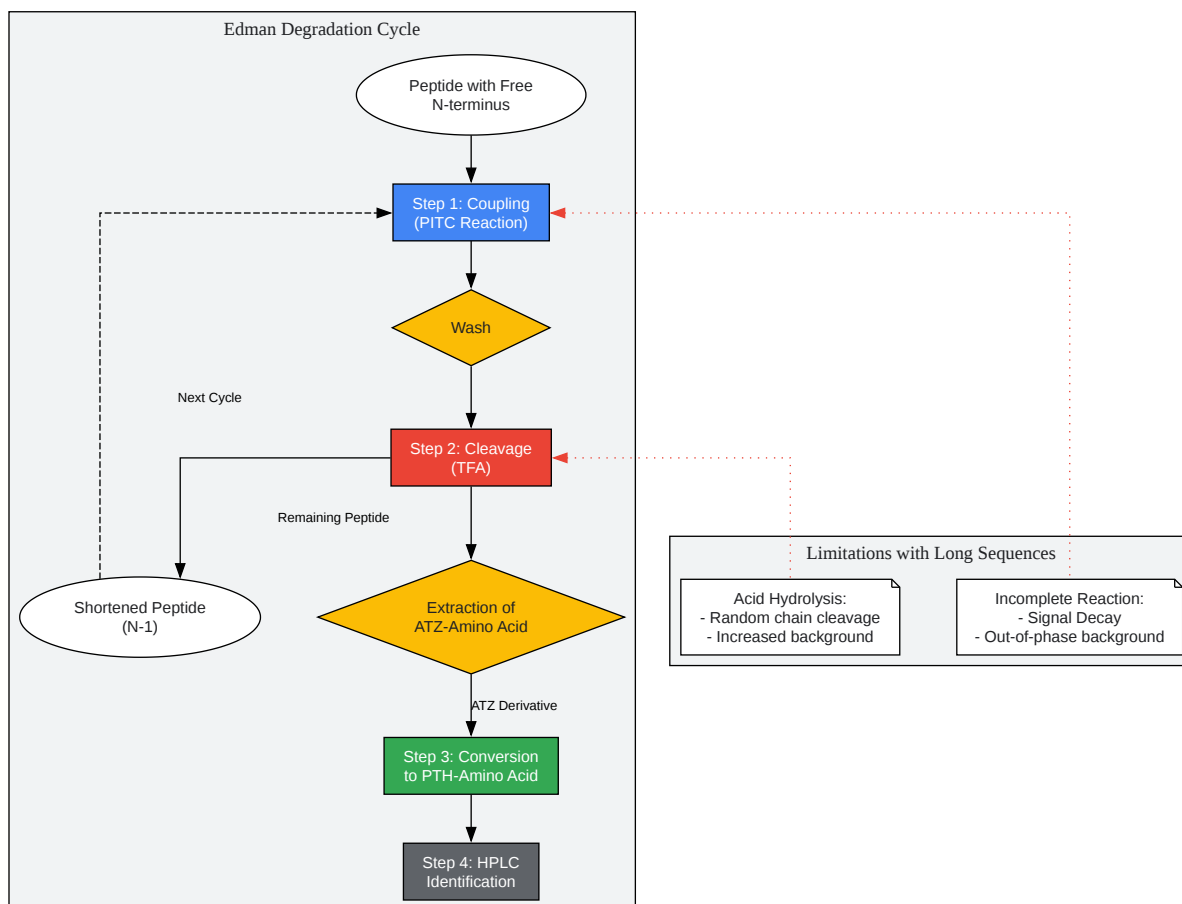 Edman Degradation Cycle
Peptide with Free
N-terminus
Step 1: Coupling
(PITC Reaction)
Wash
Next Cycle
Step 2: Cleavage
(TFA)
Remaining Peptide
Shortened Peptide
(N-1)
Extraction of
ATZ-Amino Acid
ATZ Derivative
Step 3: Conversion
to PTH-Amino Acid
Step 4: HPLC
Identification
Limitations with Long Sequences
Acid Hydrolysis:
- Random chain cleavage
- Increased background
Incomplete Reaction:
- Signal Decay
- Out-of-phase background